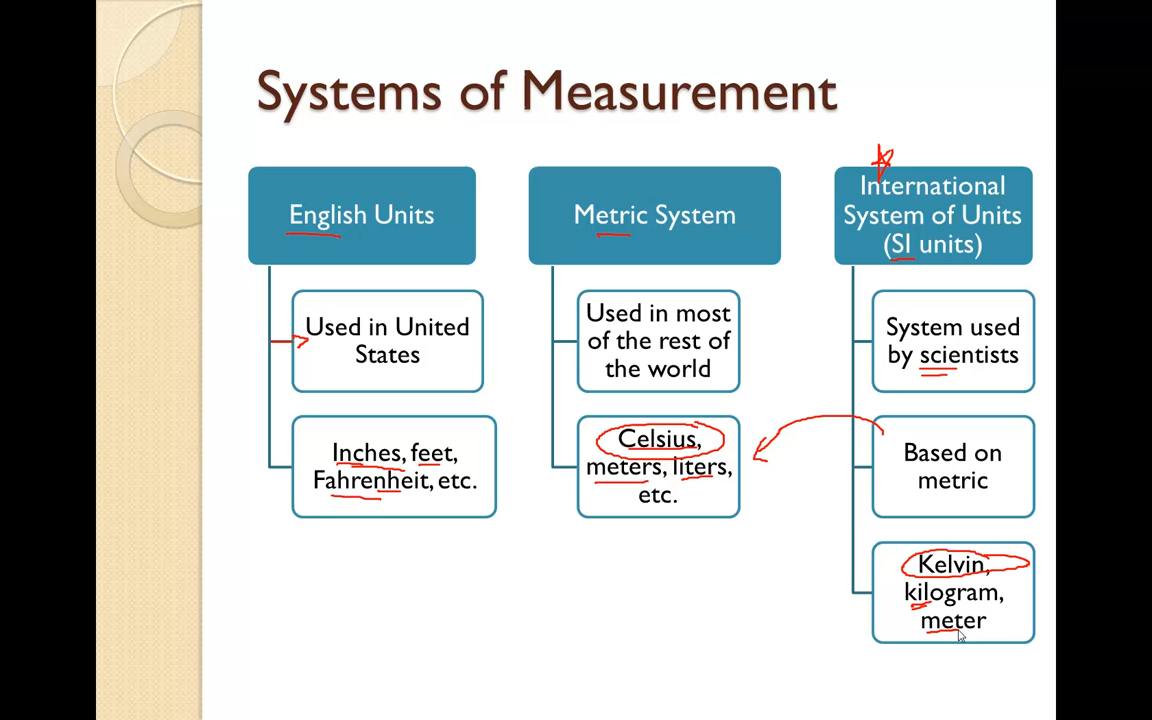 Systems of Measurement
English Units
Used in United
States
Inches, feet,
Fahrenheit, etc.
Metric System
Used in most
of the rest of
the world
Celsius,
meters, liters,
etc.
International
System of Units
(SI units)
System used
by scientists
Based on
metric
Kelvin,
kilogram,
meter